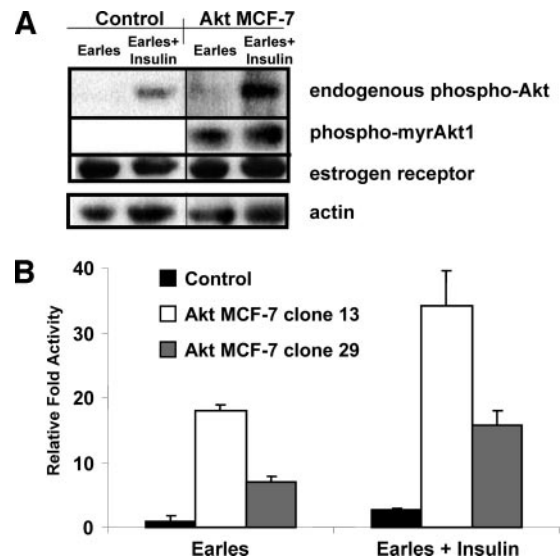 A
Control
Akt MCF-7
Earles
Earles+
Insulin
Earles
Earles+
Insulin
endogenous phospho-Akt
phospho-myrAkt1
estrogen receptor
actin
B
Relative Fold Activity
40
30
20
10
0
Control
Akt MCF-7 clone 13
Akt MCF-7 clone 29
Earles
Earles + Insulin